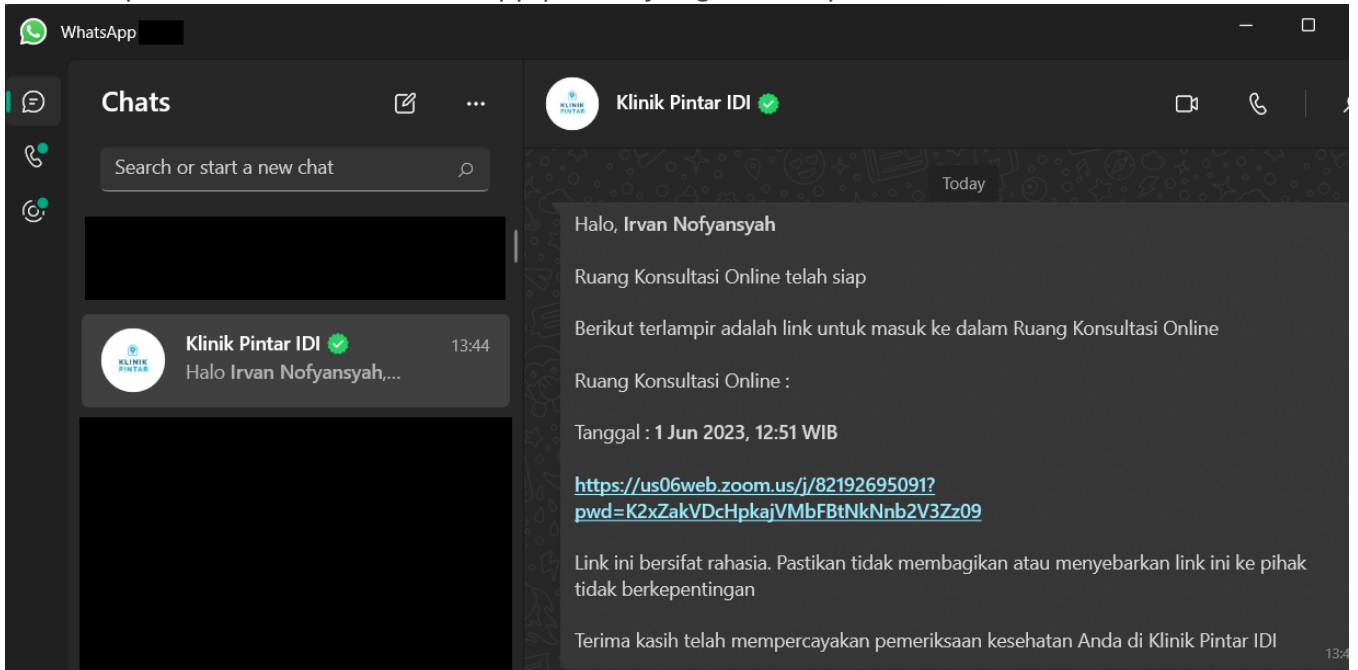 WhatsApp
Chats
Search or start a new chat
KLINIK
PINTAR
Klinik Pintar IDI
13:44
Halo Irvan Nofyansyah,...
KLINIK
PINTAR
Klinik Pintar IDI
Today
Halo, Irvan Nofyansyah
Ruang Konsultasi Online telah siap
Berikut terlampir adalah link untuk masuk ke dalam Ruang Konsultasi Online
Ruang Konsultasi Online :
Tanggal : 1 Jun 2023, 12:51 WIB
https://us06web.zoom.us/j/82192695091?
pwd=K2xZakVDcHpkajVMbFBtNkNnb2V3Zz09
Link ini bersifat rahasia. Pastikan tidak membagikan atau menyebarkan link ini ke pihak
tidak berkepentingan
Terima kasih telah mempercayakan pemeriksaan kesehatan Anda di Klinik Pintar IDI